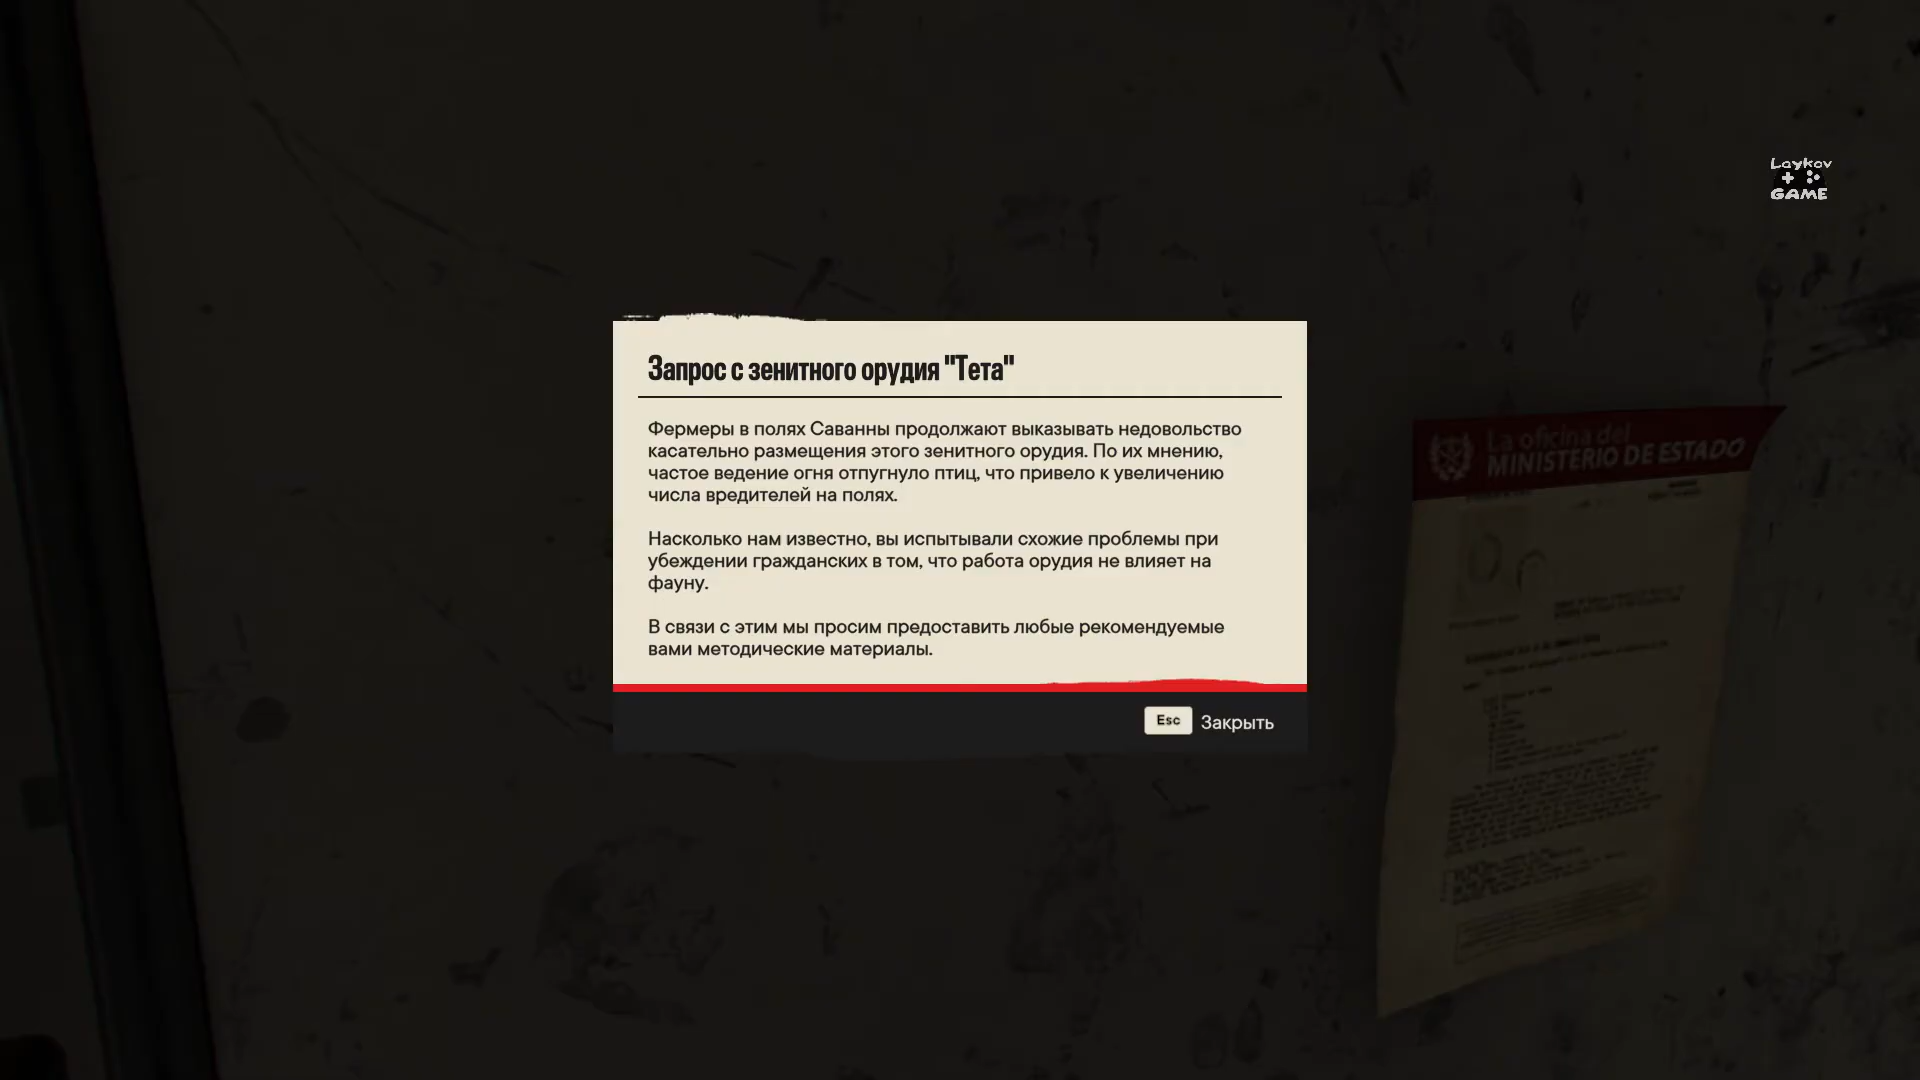 Laykov
GAME
Запрос с зенитного орудия "Тета"
Фермеры в полях Саванны продолжают выказывать недовольство
касательно размещения этого зенитного орудия. По их мнению,
частое ведение огня отпугнуло птиц, что привело к увеличению
числа вредителей на полях.
Насколько нам известно, вы испытывали схожие проблемы при
убеждении гражданских в том, что работа орудия не влияет на
фауну.
В связи с этим мы просим предоставить любые рекомендуемые
вами методические материалы.
Esc Закрыть
La oficina del
MINISTERIO DE ESTADO